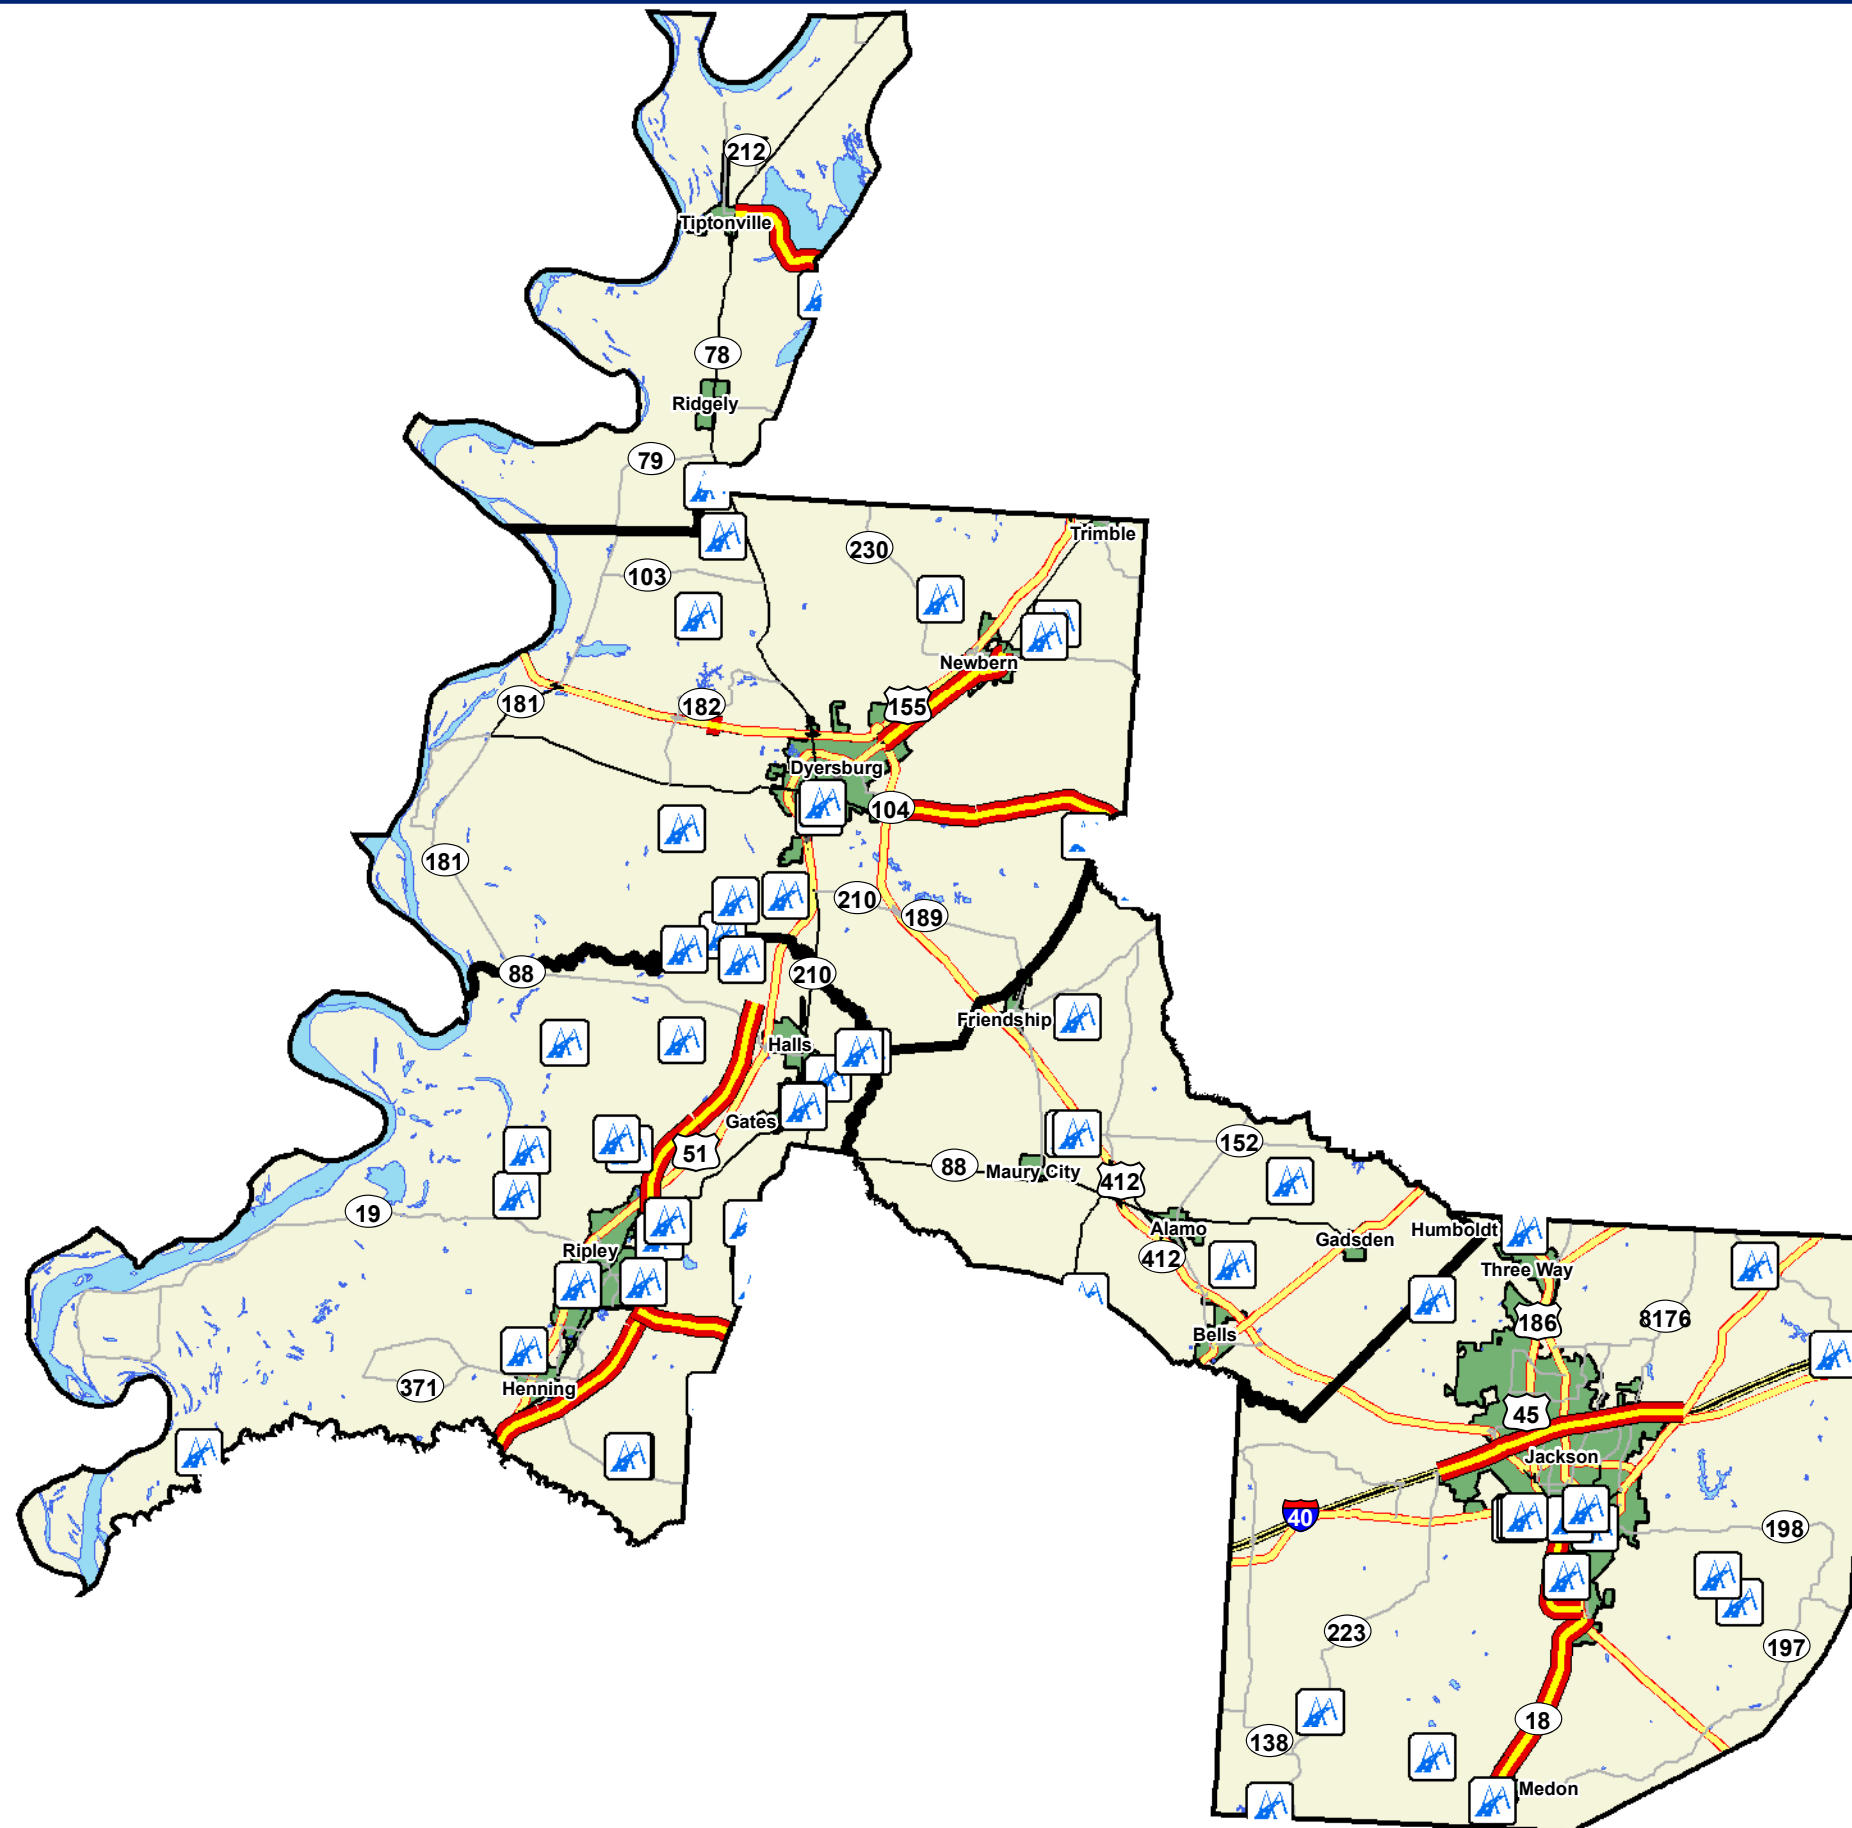 212
Tiptonville
78
Ridgely
79
Trimble
230
103
Newbern
181
182
155
Dyersburg
104
181
210
189
88
210
Friendship
Halls
Gates
51
152
88
Maury City
412
19
Alamo
Humboldt
Gadsden
412
Ripley
Three Way
186
8176
Bells
371
Henning
45
Jackson
40
198
223
197
18
138
Medon